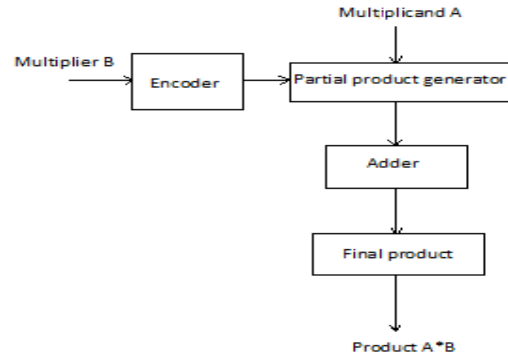 Multiplicand A
Multiplier B
Encoder
Partial product generator
Adder
Final product
Product A*B